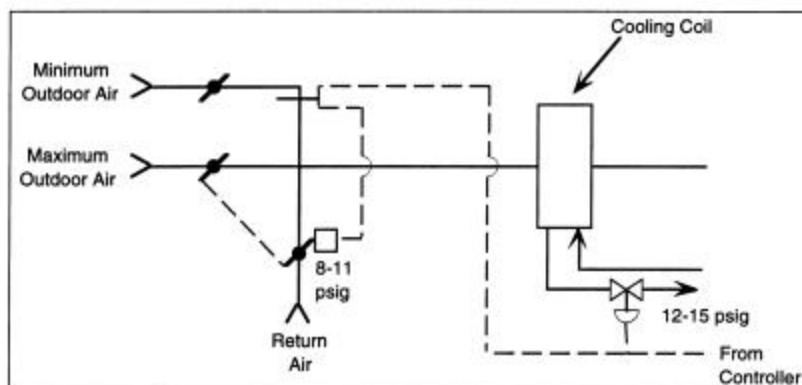 Cooling Coil
Minimum
Outdoor Air
Maximum
Outdoor Air
8-11
psig
12-15 psig
Return
Air
From
Controller